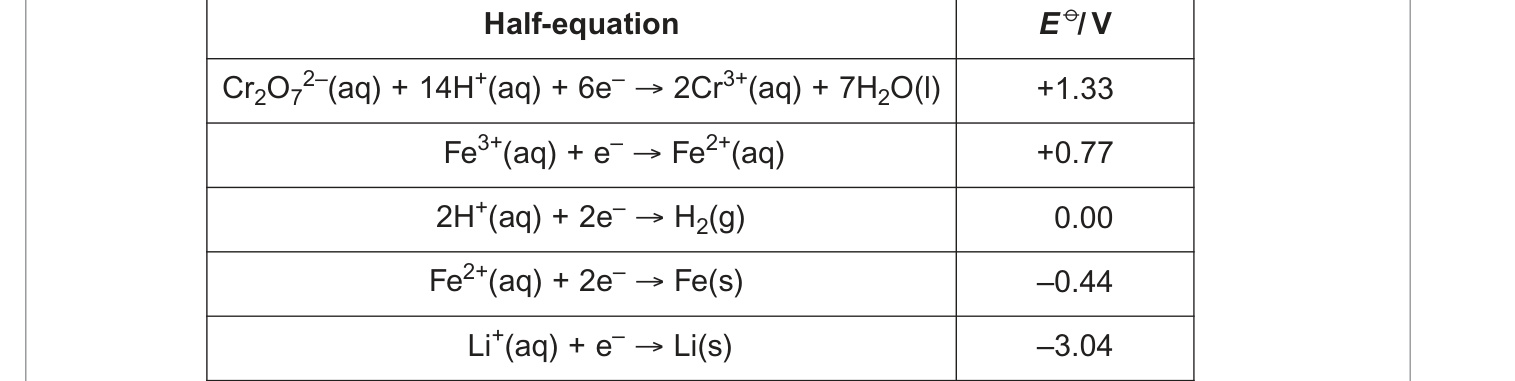 Half-equation E⦵/ V
Cr₂O₇²⁻(aq) + 14H⁺(aq) + 6e⁻ → 2Cr³⁺(aq) + 7H₂O(l) +1.33
Fe³⁺(aq) + e⁻ → Fe²⁺(aq) +0.77
2H⁺(aq) + 2e⁻ → H₂(g) 0.00
Fe²⁺(aq) + 2e⁻ → Fe(s) –0.44
Li⁺(aq) + e⁻ → Li(s) –3.04